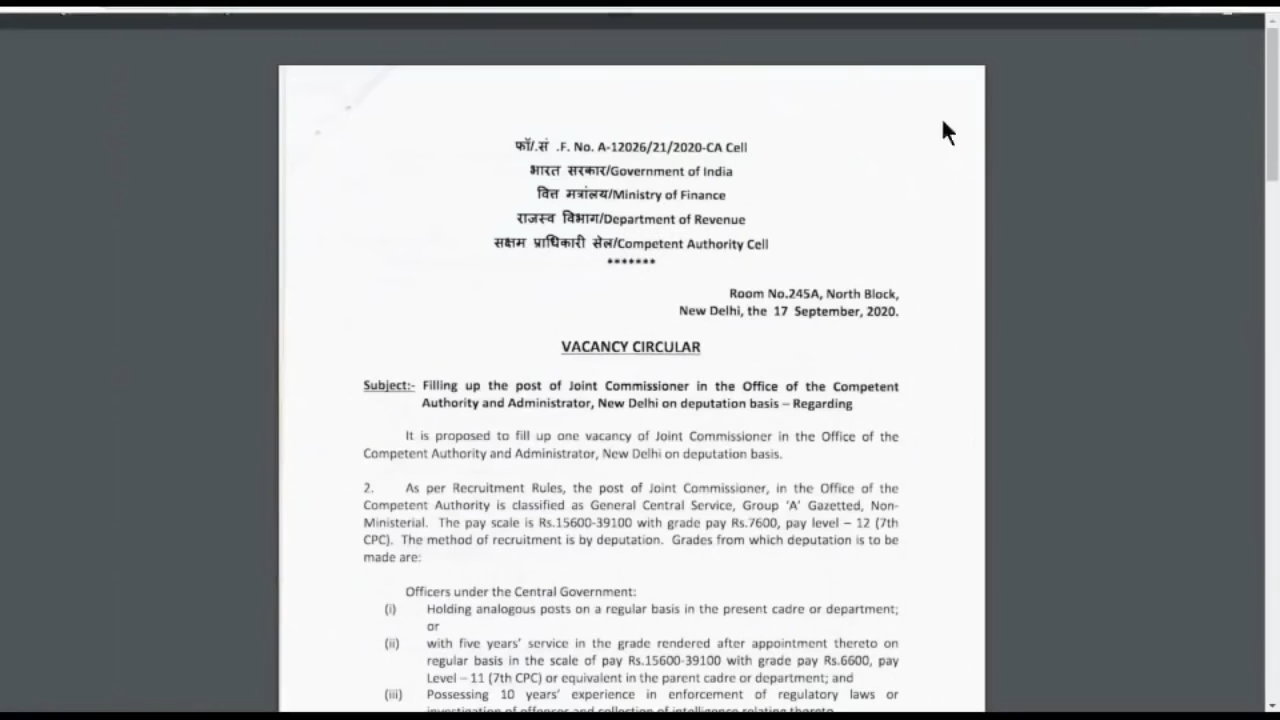 फॉ/.सं .F. No. A-12026/21/2020-CA Cell
भारत सरकार/Government of India
वित्त मत्रांलय/Ministry of Finance
राजस्व विभाग/Department of Revenue
सक्षम प्राधिकारी सेल/Competent Authority Cell
*******
Room No.245A, North Block,
New Delhi, the 17 September, 2020.
VACANCY CIRCULAR
Subject:- Filling up the post of Joint Commissioner in the Office of the Competent
Authority and Administrator, New Delhi on deputation basis – Regarding
It is proposed to fill up one vacancy of Joint Commissioner in the Office of the
Competent Authority and Administrator, New Delhi on deputation basis.
2. As per Recruitment Rules, the post of Joint Commissioner, in the Office of the
Competent Authority is classified as General Central Service, Group 'A' Gazetted, Non-
Ministerial. The pay scale is Rs.15600-39100 with grade pay Rs.7600, pay level – 12 (7th
CPC). The method of recruitment is by deputation. Grades from which deputation is to be
made are:
Officers under the Central Government:
(i) Holding analogous posts on a regular basis in the present cadre or department;
or
(ii) with five years' service in the grade rendered after appointment thereto on
regular basis in the scale of pay Rs.15600-39100 with grade pay Rs.6600, pay
Level – 11 (7th CPC) or equivalent in the parent cadre or department; and
(iii) Possessing 10 years' experience in enforcement of regulatory laws or
investigation of offences and collection of intelligence relating thereto